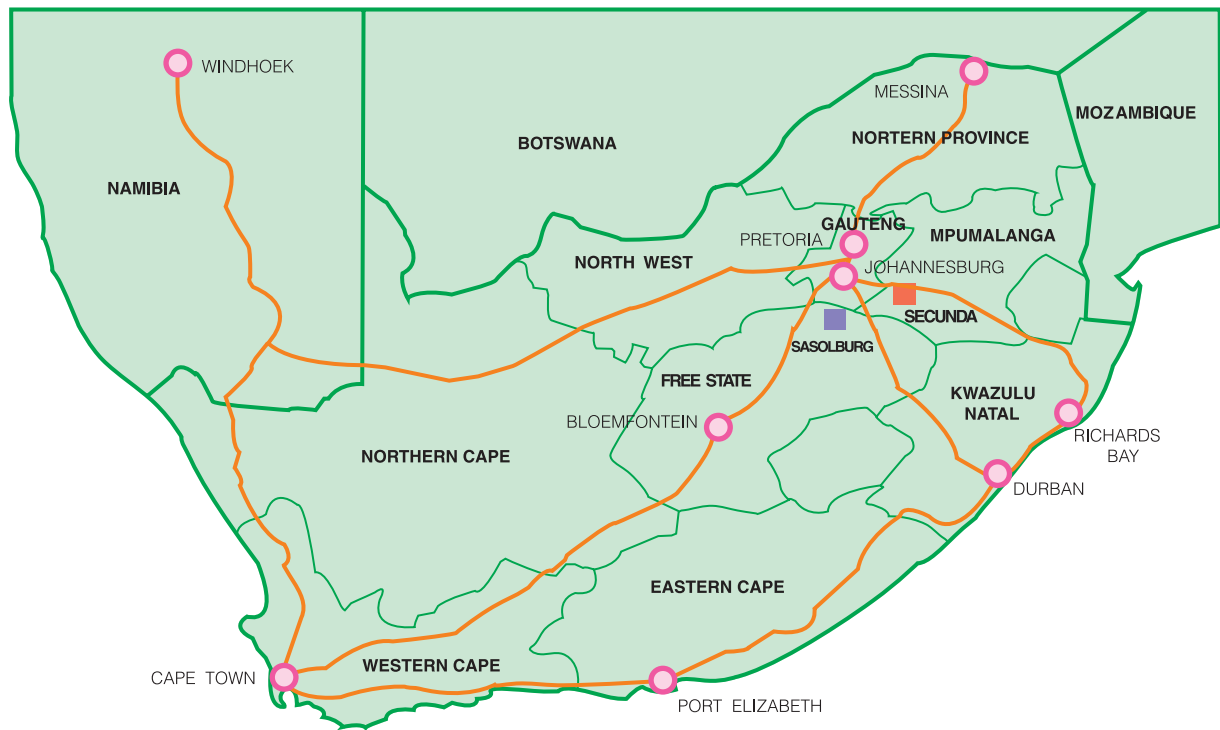 WINDHOEK
MESSINA
MOZAMBIQUE
BOTSWANA
NORTERN PROVINCE
NAMIBIA
GAUTENG
PRETORIA
MPUMALANGA
NORTH WEST
JOHANNESBURG
SECUNDA
SASOLBURG
FREE STATE
KWAZULU
NATAL
BLOEMFONTEIN
RICHARDS
BAY
NORTHERN CAPE
DURBAN
EASTERN CAPE
WESTERN CAPE
CAPE TOWN
PORT ELIZABETH